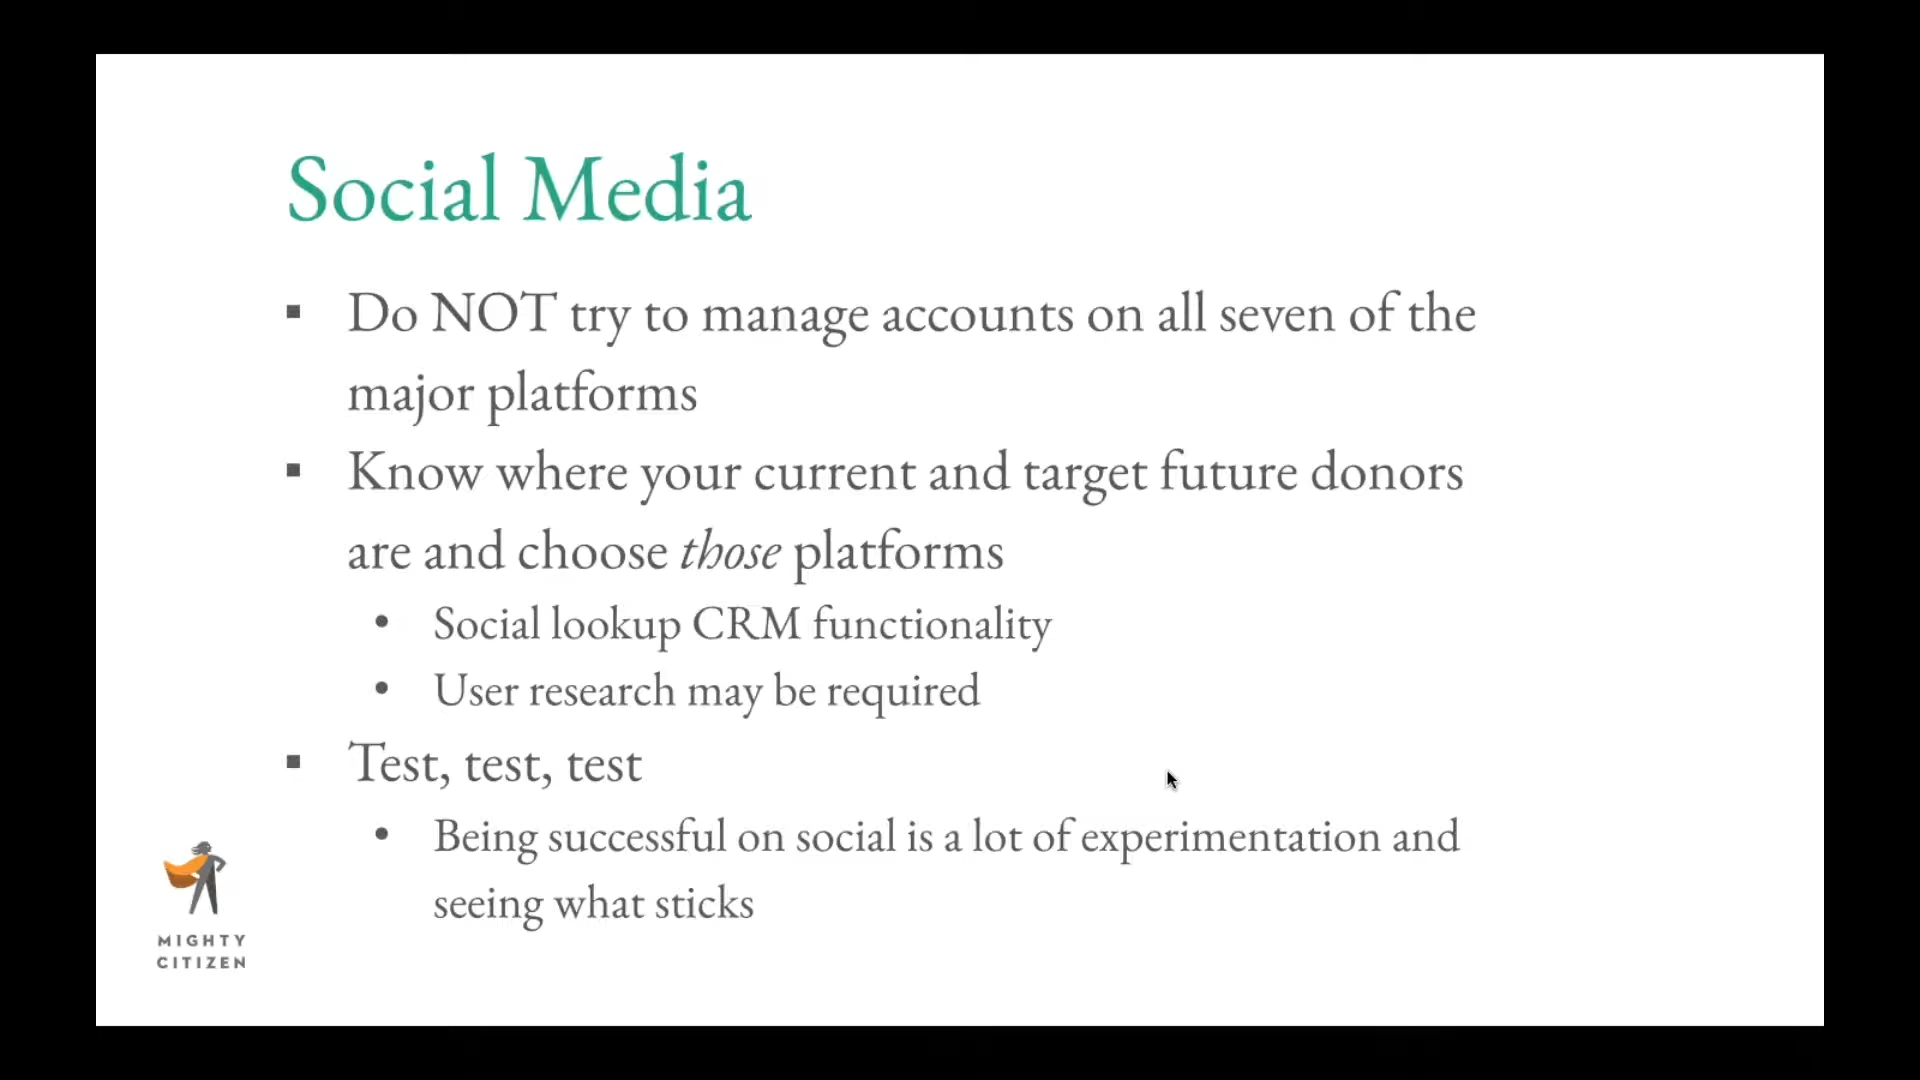 Social Media
▪ Do NOT try to manage accounts on all seven of the
major platforms
▪ Know where your current and target future donors
are and choose those platforms
• Social lookup CRM functionality
• User research may be required
▪ Test, test, test
• Being successful on social is a lot of experimentation and
seeing what sticks
MIGHTY
CITIZEN